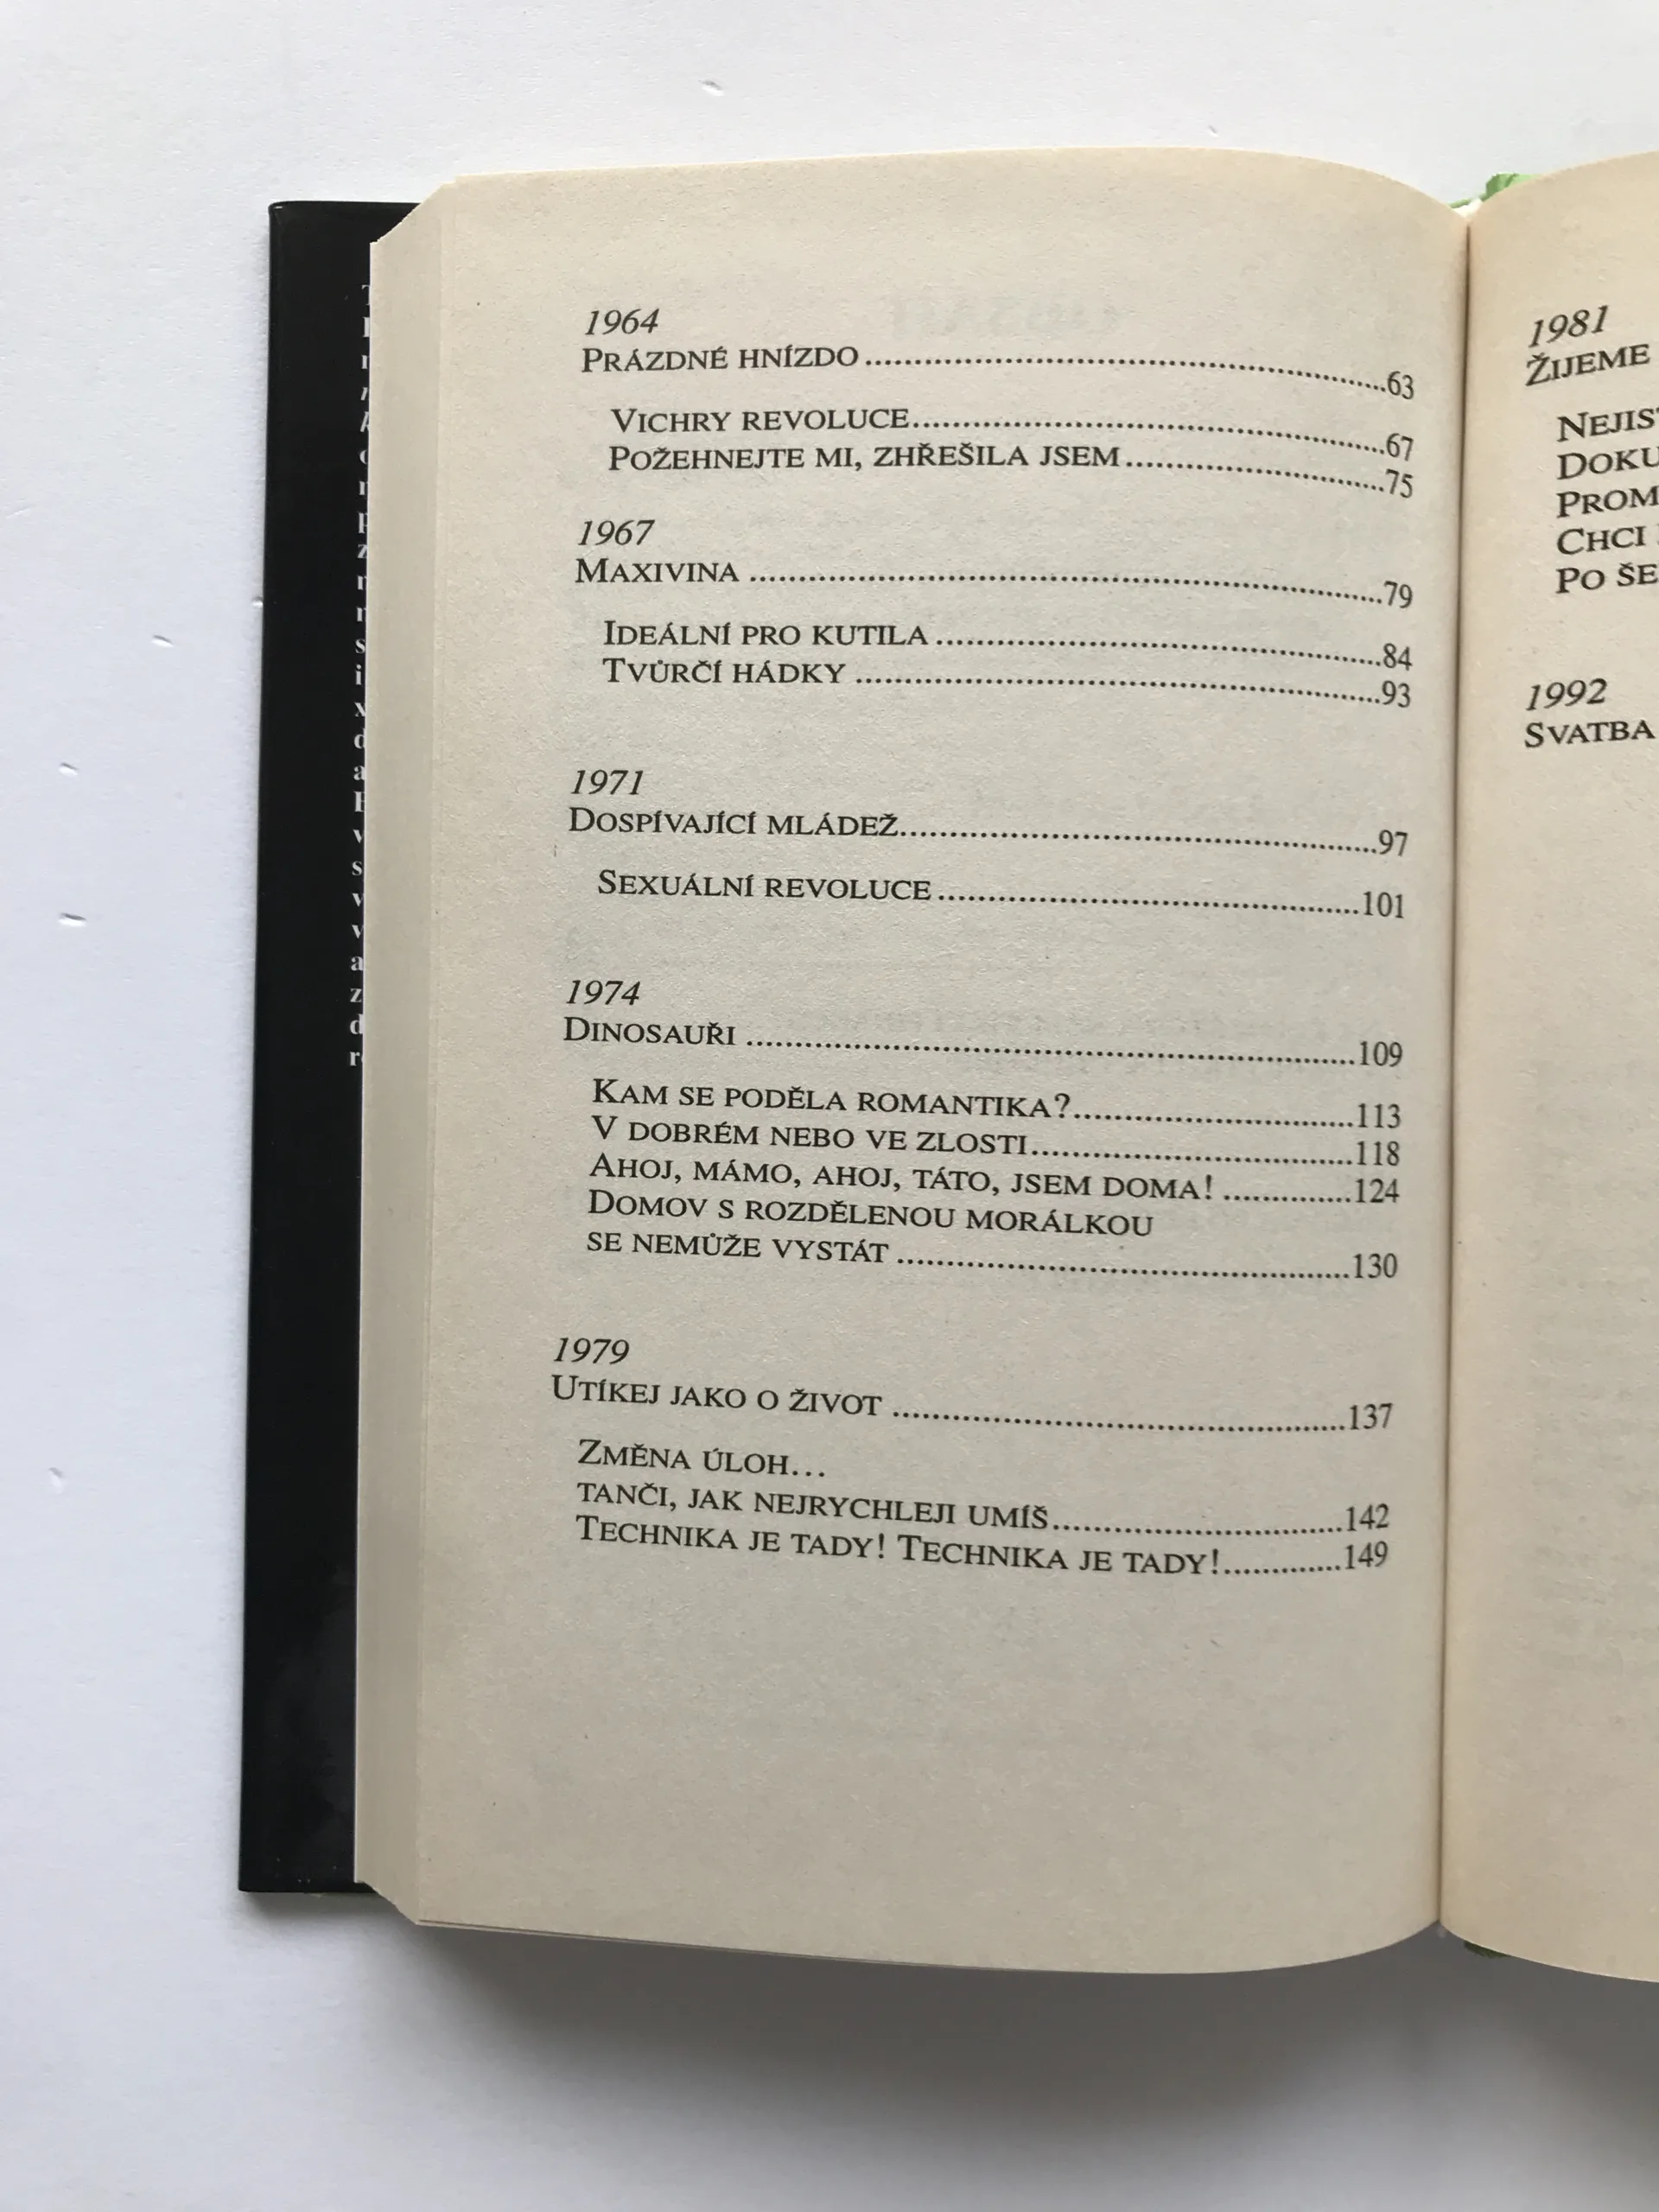 1964
PRÁZDNÉ HNÍZDO.....63
VICHRY REVOLUCE.....67
POŽEHNEJTE MI, ZHŘEŠILA JSEM.....75
1967
MAXIVINA.....79
IDEÁLNÍ PRO KUTILA.....84
TVŮRČÍ HÁDKY.....93
1971
DOSPÍVAJÍCÍ MLÁDEŽ.....97
SEXUÁLNÍ REVOLUCE.....101
1974
DINOSAUŘI.....109
KAM SE PODĚLA ROMANTIKA?.....113
V DOBRÉM NEBO VE ZLOSTI.....118
AHOJ, MÁMO, AHOJ, TÁTO, JSEM DOMA!.....124
DOMOV S ROZDĚLENOU MORÁLKOU
SE NEMŮŽE VYSTÁT.....130
1979
UTÍKEJ JAKO O ŽIVOT.....137
ZMĚNA ÚLOH...
TANČI, JAK NEJRYCHLEJI UMÍŠ.....142
TECHNIKA JE TADY! TECHNIKA JE TADY!.....149
1981
ŽIJEME
CHCI
PO
1992
SVATBA